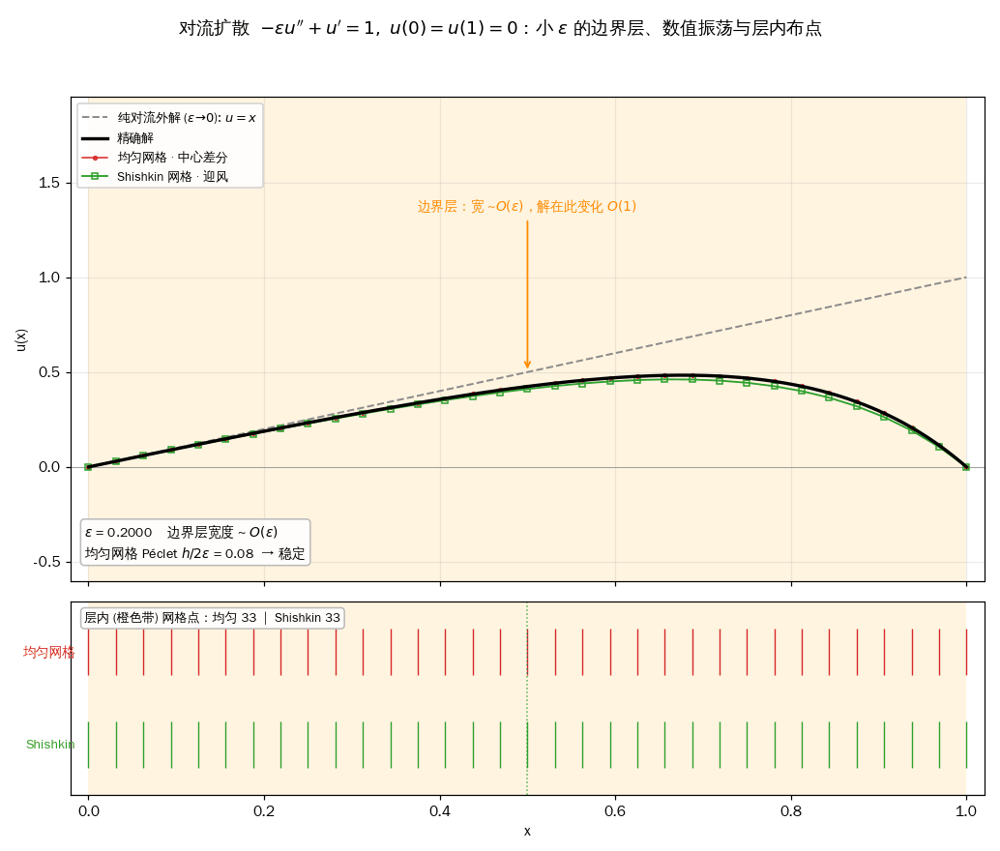 对流扩散 −εu′′ + u′ = 1, u(0) = u(1) = 0 : 小 ε 的边界层、数值振荡与层内布点
纯对流外解 (ε→0): u = x
精确解
均匀网格 · 中心差分
Shishkin 网格 · 迎风
边界层：宽 ~O(ε) , 解在此变化 O(1)
1.5
1.0
0.5
0.0
-0.5
u(x)
ε = 0.2000 边界层宽度 ~ O(ε)
均匀网格 Péclet h/2ε = 0.08 → 稳定
层内 (橙色带) 网格点：均匀 33 | Shishkin 33
均匀网格
Shishkin
0.0 0.2 0.4 0.6 0.8 1.0
x